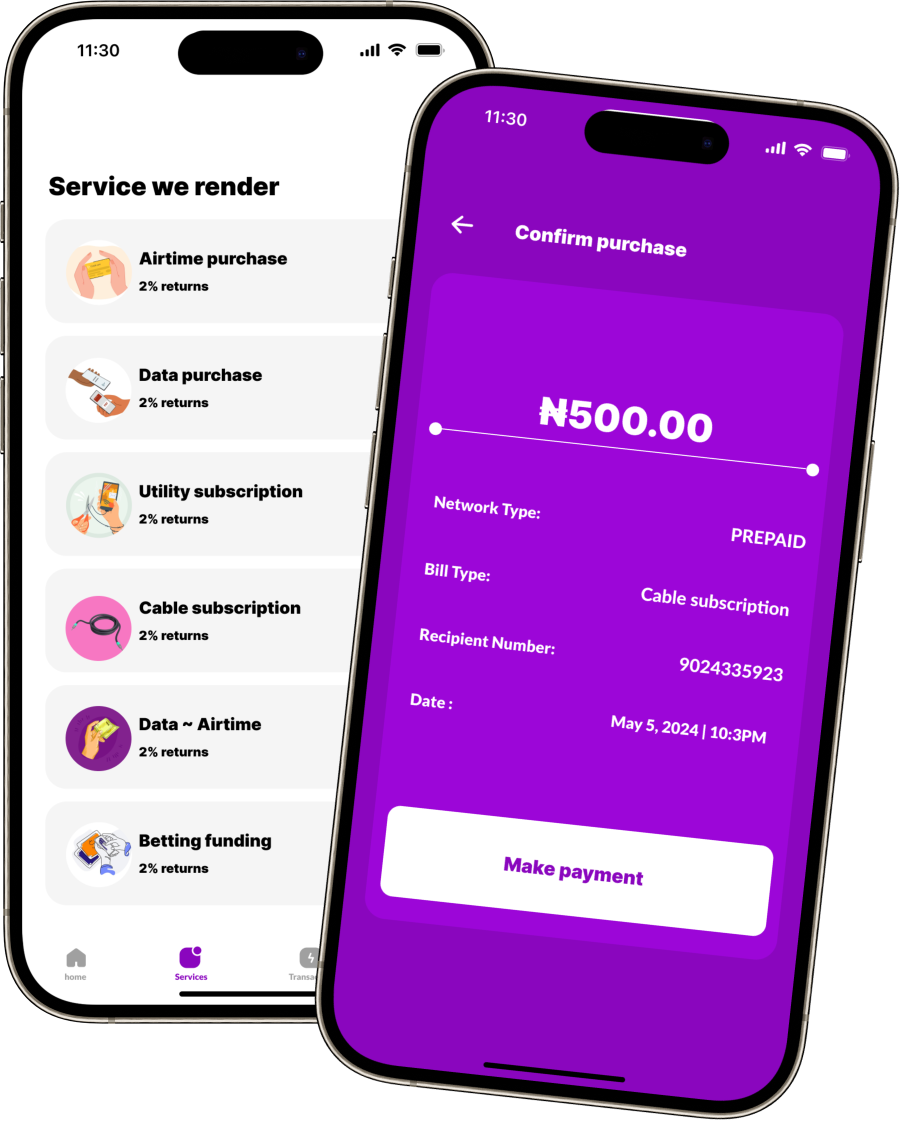 11:30
Service we render
Airtime purchase
2% returns
Data purchase
2% returns
Utility subscription
2% returns
Cable subscription
2% returns
Data ~ Airtime
2% returns
Betting funding
2% returns
home
Services
11:30
Confirm purchase
₦500.00
Network Type:
PREPAID
Bill Type:
Cable subscription
Recipient Number:
9024335923
Date :
May 5, 2024 | 10:3PM
Make payment